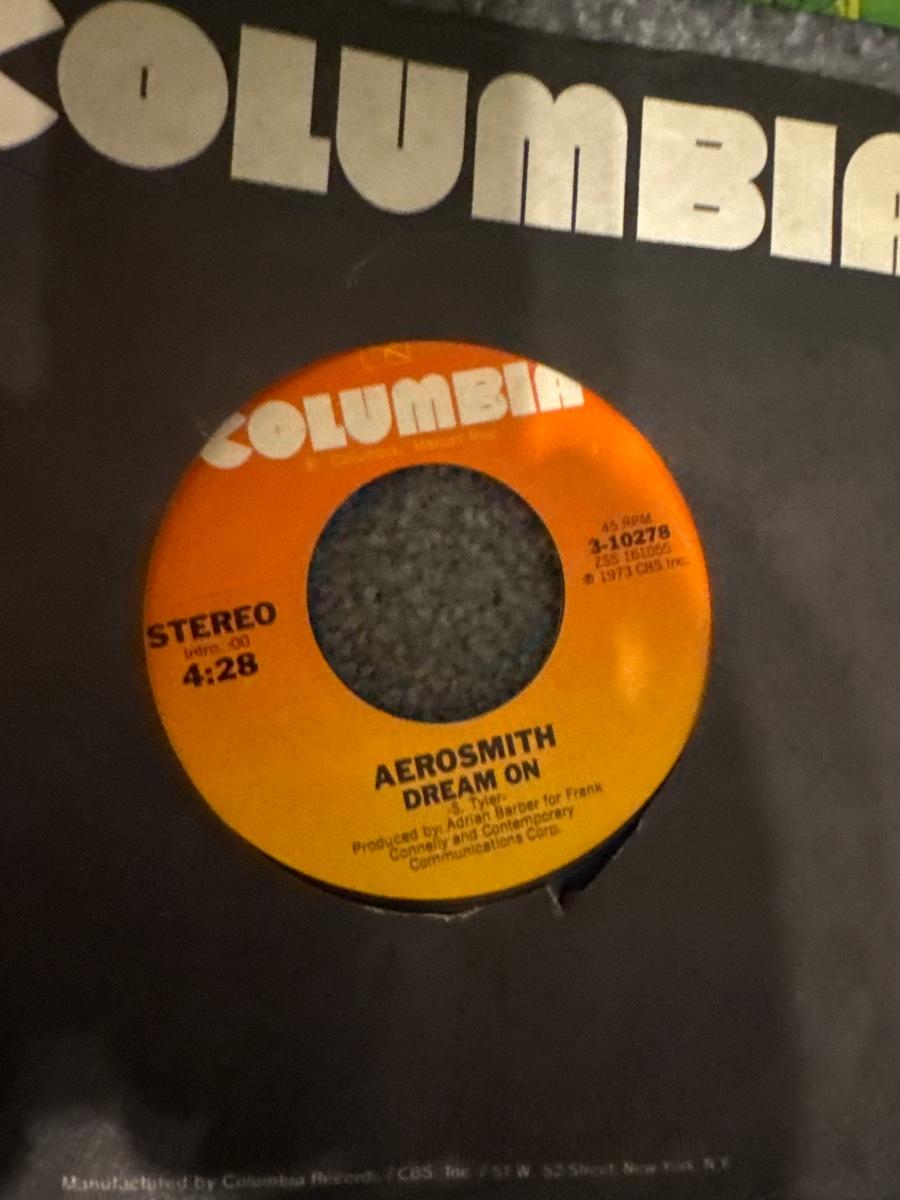 COLUMBIA
COLUMBIA
45 RPM
3-10278
ZSS 161055
℗ 1973 CBS Inc.
STEREO
Intro. :00
4:28
AEROSMITH
DREAM ON
-S. Tyler-
Produced by: Adrian Barber for Frank
Connelly and Contemporary
Communications Corp.
Manufactured by Columbia Records / CBS Inc. / 51 W. 52 Street, New York, N.Y.